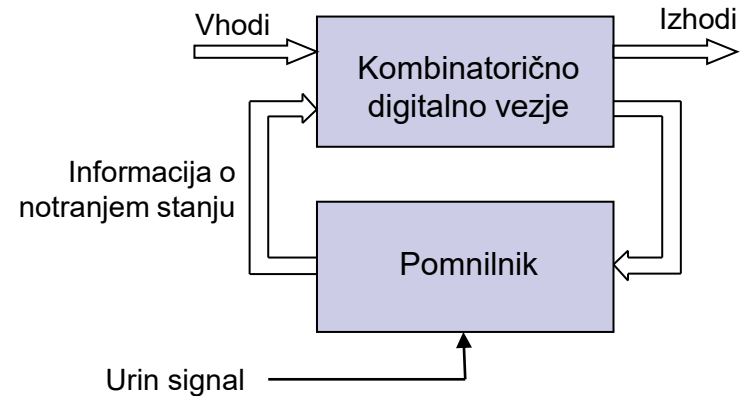 Vhodi
Izhodi
Kombinatorično
digitalno vezje
Informacija o
notranjem stanju
Pomnilnik
Urin signal